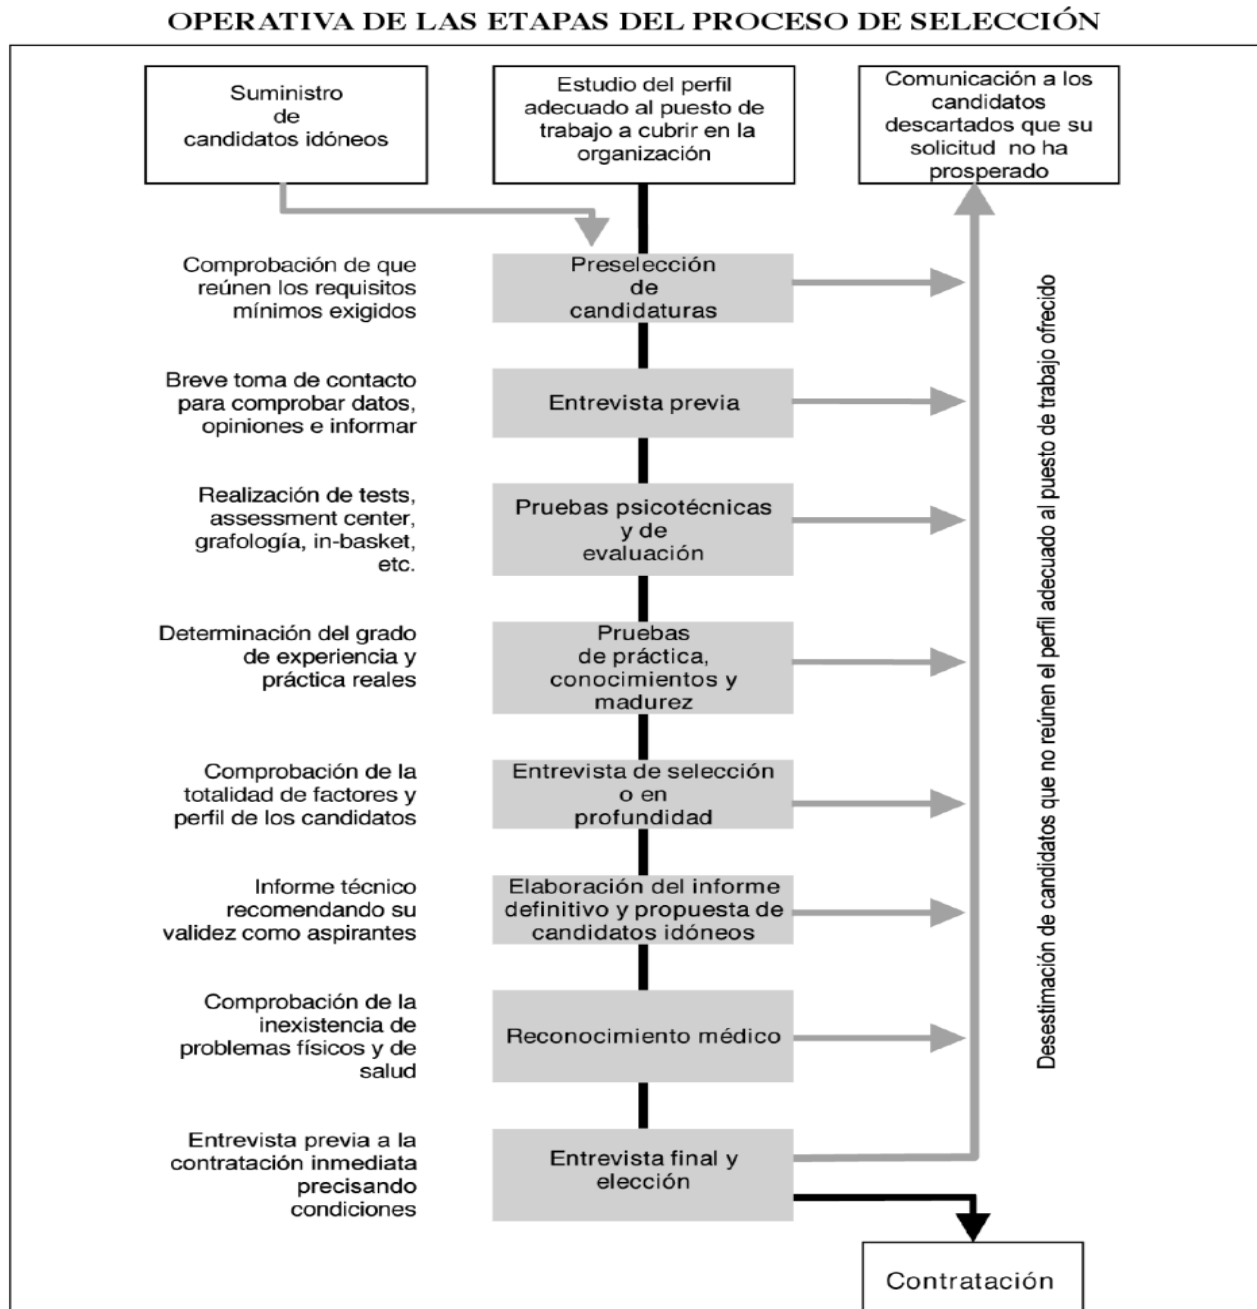 OPERATIVA DE LAS ETAPAS DEL PROCESO DE SELECCIÓN
Suministro
de
candidatos idóneos
Estudio del perfil
adecuado al puesto de
trabajo a cubrir en la
organización
Comunicación a los
candidatos
descartados que su
solicitud no ha
prosperado
Comprobación de que
reúnen los requisitos
mínimos exigidos
Preselección
de
candidaturas
Breve toma de contacto
para comprobar datos,
opiniones e informar
Entrevista previa
Realización de tests,
assessment center,
grafología, in-basket,
etc.
Pruebas psicotécnicas
y de
evaluación
Determinación del grado
de experiencia y
práctica reales
Pruebas
de práctica,
conocimientos y
madurez
Comprobación de la
totalidad de factores y
perfil de los candidatos
Entrevista de selección
o en
profundidad
Informe técnico
recomendando su
validez como aspirantes
Elaboración del informe
definitivo y propuesta de
candidatos idóneos
Comprobación de la
inexistencia de
problemas físicos y de
salud
Reconocimiento médico
Entrevista previa a la
contratación inmediata
precisando
condiciones
Entrevista final y
elección
Desestimación de candidatos que no reúnen el perfil adecuado al puesto de trabajo ofrecido
Contratación